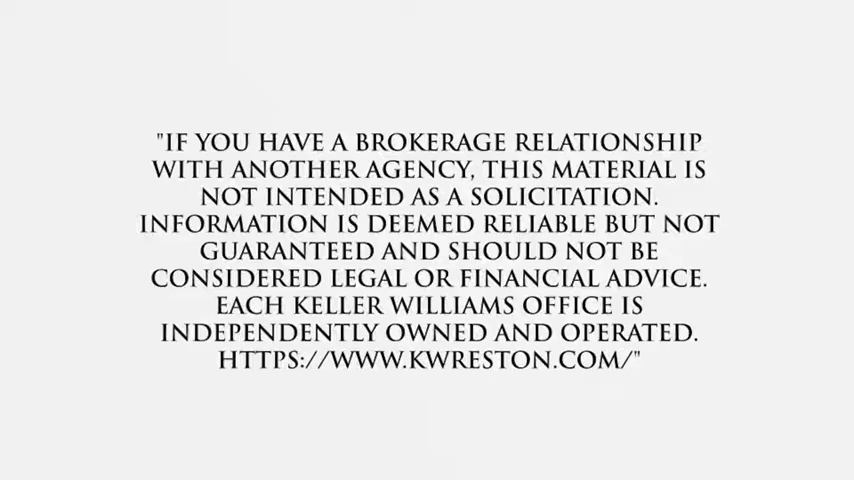 "IF YOU HAVE A BROKERAGE RELATIONSHIP
WITH ANOTHER AGENCY, THIS MATERIAL IS
NOT INTENDED AS A SOLICITATION.
INFORMATION IS DEEMED RELIABLE BUT NOT
GUARANTEED AND SHOULD NOT BE
CONSIDERED LEGAL OR FINANCIAL ADVICE.
EACH KELLER WILLIAMS OFFICE IS
INDEPENDENTLY OWNED AND OPERATED.
HTTPS://WWW.KWRESTON.COM/"